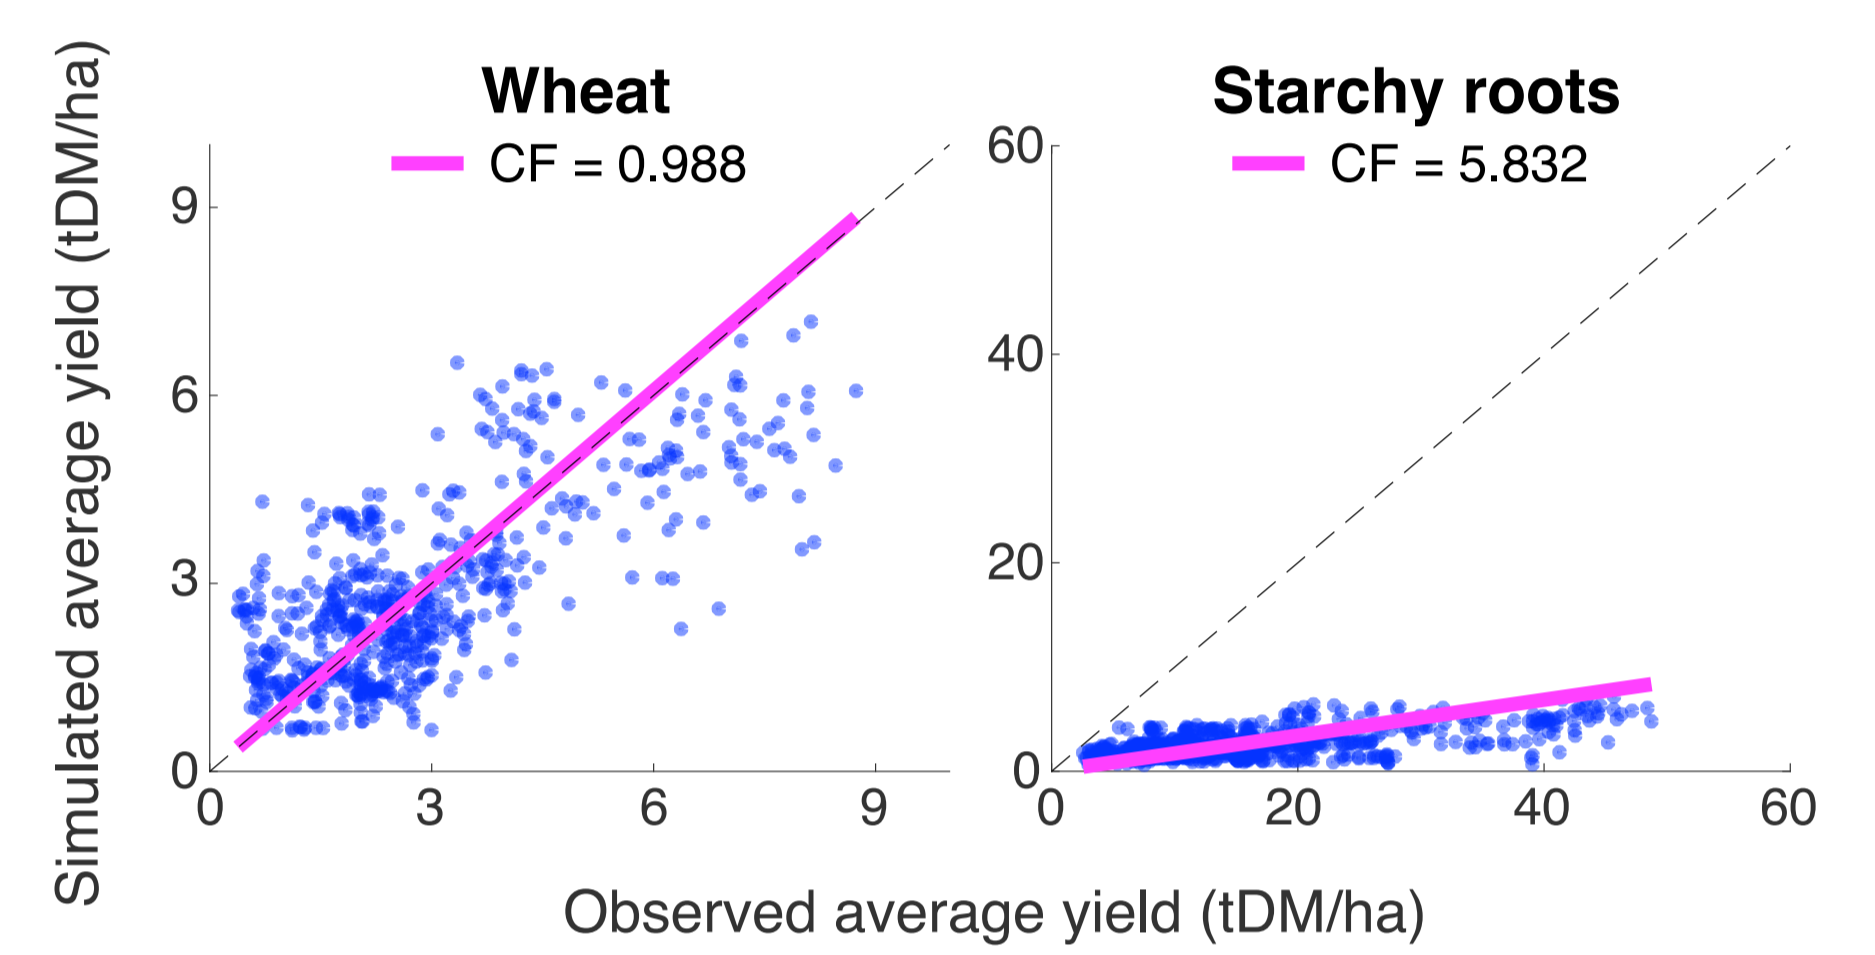 Simulated average yield (tDM/ha)
Wheat
CF = 0.988
9
6
3
0
0 3 6 9
Starchy roots
CF = 5.832
60
40
20
0
0 20 40 60
Observed average yield (tDM/ha)